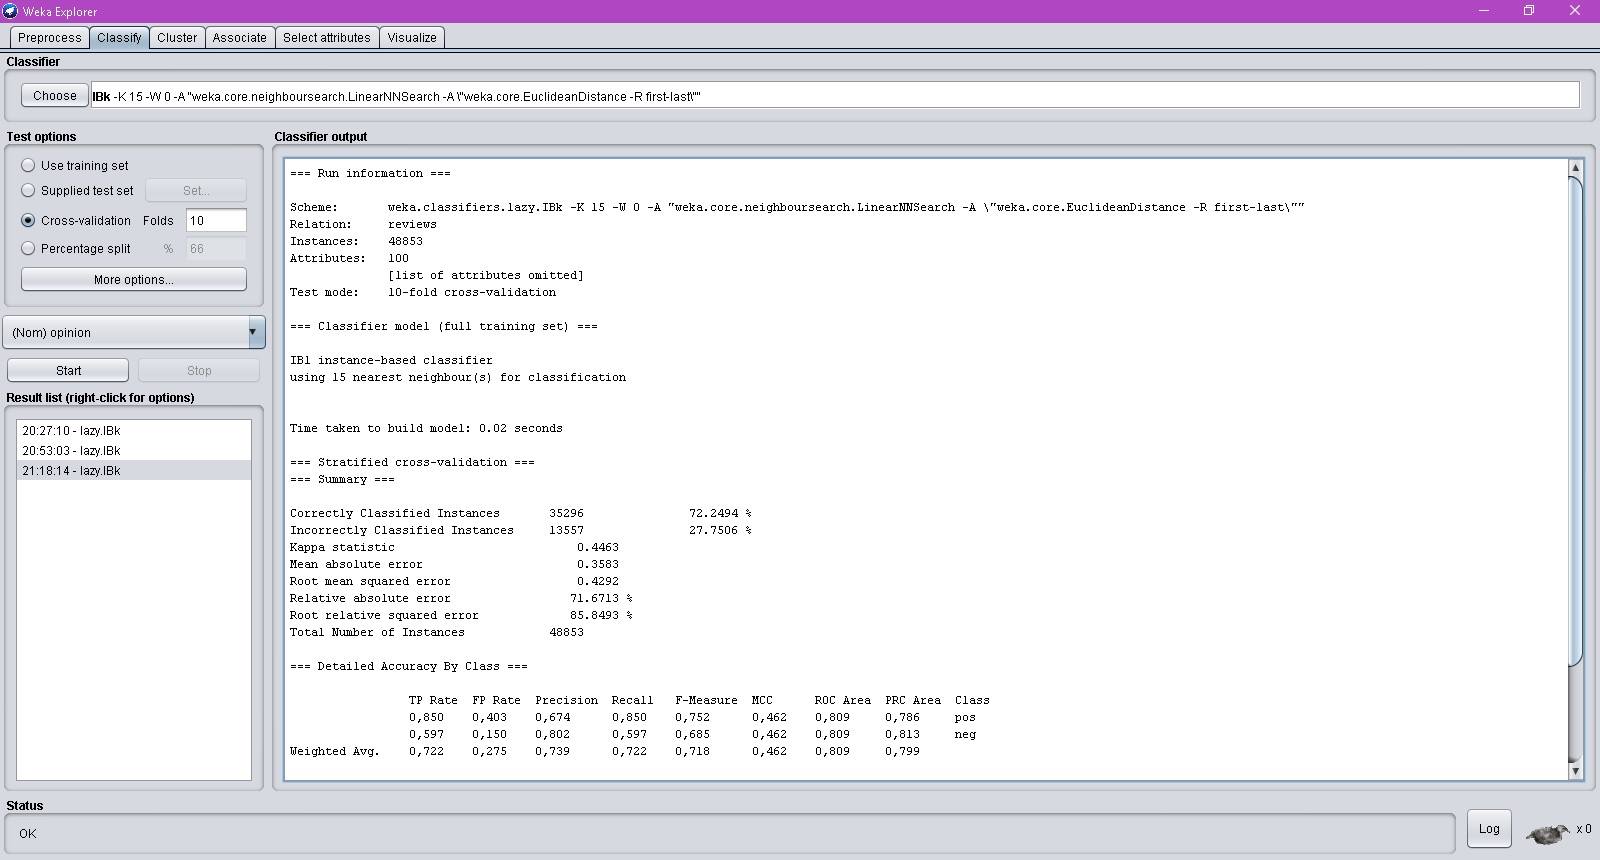 Weka Explorer
Preprocess Classify Cluster Associate Select attributes Visualize
Classifier
Choose IBk -K 15 -W 0 -A "weka.core.neighboursearch.LinearNNSearch -A \"weka.core.EuclideanDistance -R first-last\""
Test options
Use training set
Supplied test set Set...
Cross-validation Folds 10
Percentage split % 66
More options...
(Nom) opinion
Start Stop
Result list (right-click for options)
20:27:10 - lazy.IBk
20:53:03 - lazy.IBk
21:18:14 - lazy.IBk
Classifier output
=== Run information ===
Scheme: weka.classifiers.lazy.IBk -K 15 -W 0 -A "weka.core.neighboursearch.LinearNNSearch -A \"weka.core.EuclideanDistance -R first-last\""
Relation: reviews
Instances: 48853
Attributes: 100
[list of attributes omitted]
Test mode: 10-fold cross-validation
=== Classifier model (full training set) ===
IB1 instance-based classifier
using 15 nearest neighbour(s) for classification
Time taken to build model: 0.02 seconds
=== Stratified cross-validation ===
=== Summary ===
Correctly Classified Instances 35296 72.2494 %
Incorrectly Classified Instances 13557 27.7506 %
Kappa statistic 0.4463
Mean absolute error 0.3583
Root mean squared error 0.4292
Relative absolute error 71.6713 %
Root relative squared error 85.8493 %
Total Number of Instances 48853
=== Detailed Accuracy By Class ===
TP Rate FP Rate Precision Recall F-Measure MCC ROC Area PRC Area Class
0,850 0,403 0,674 0,850 0,752 0,462 0,809 0,786 pos
0,597 0,150 0,802 0,597 0,685 0,462 0,809 0,813 neg
Weighted Avg. 0,722 0,275 0,739 0,722 0,718 0,462 0,809 0,799
Status
OK
Log x 0